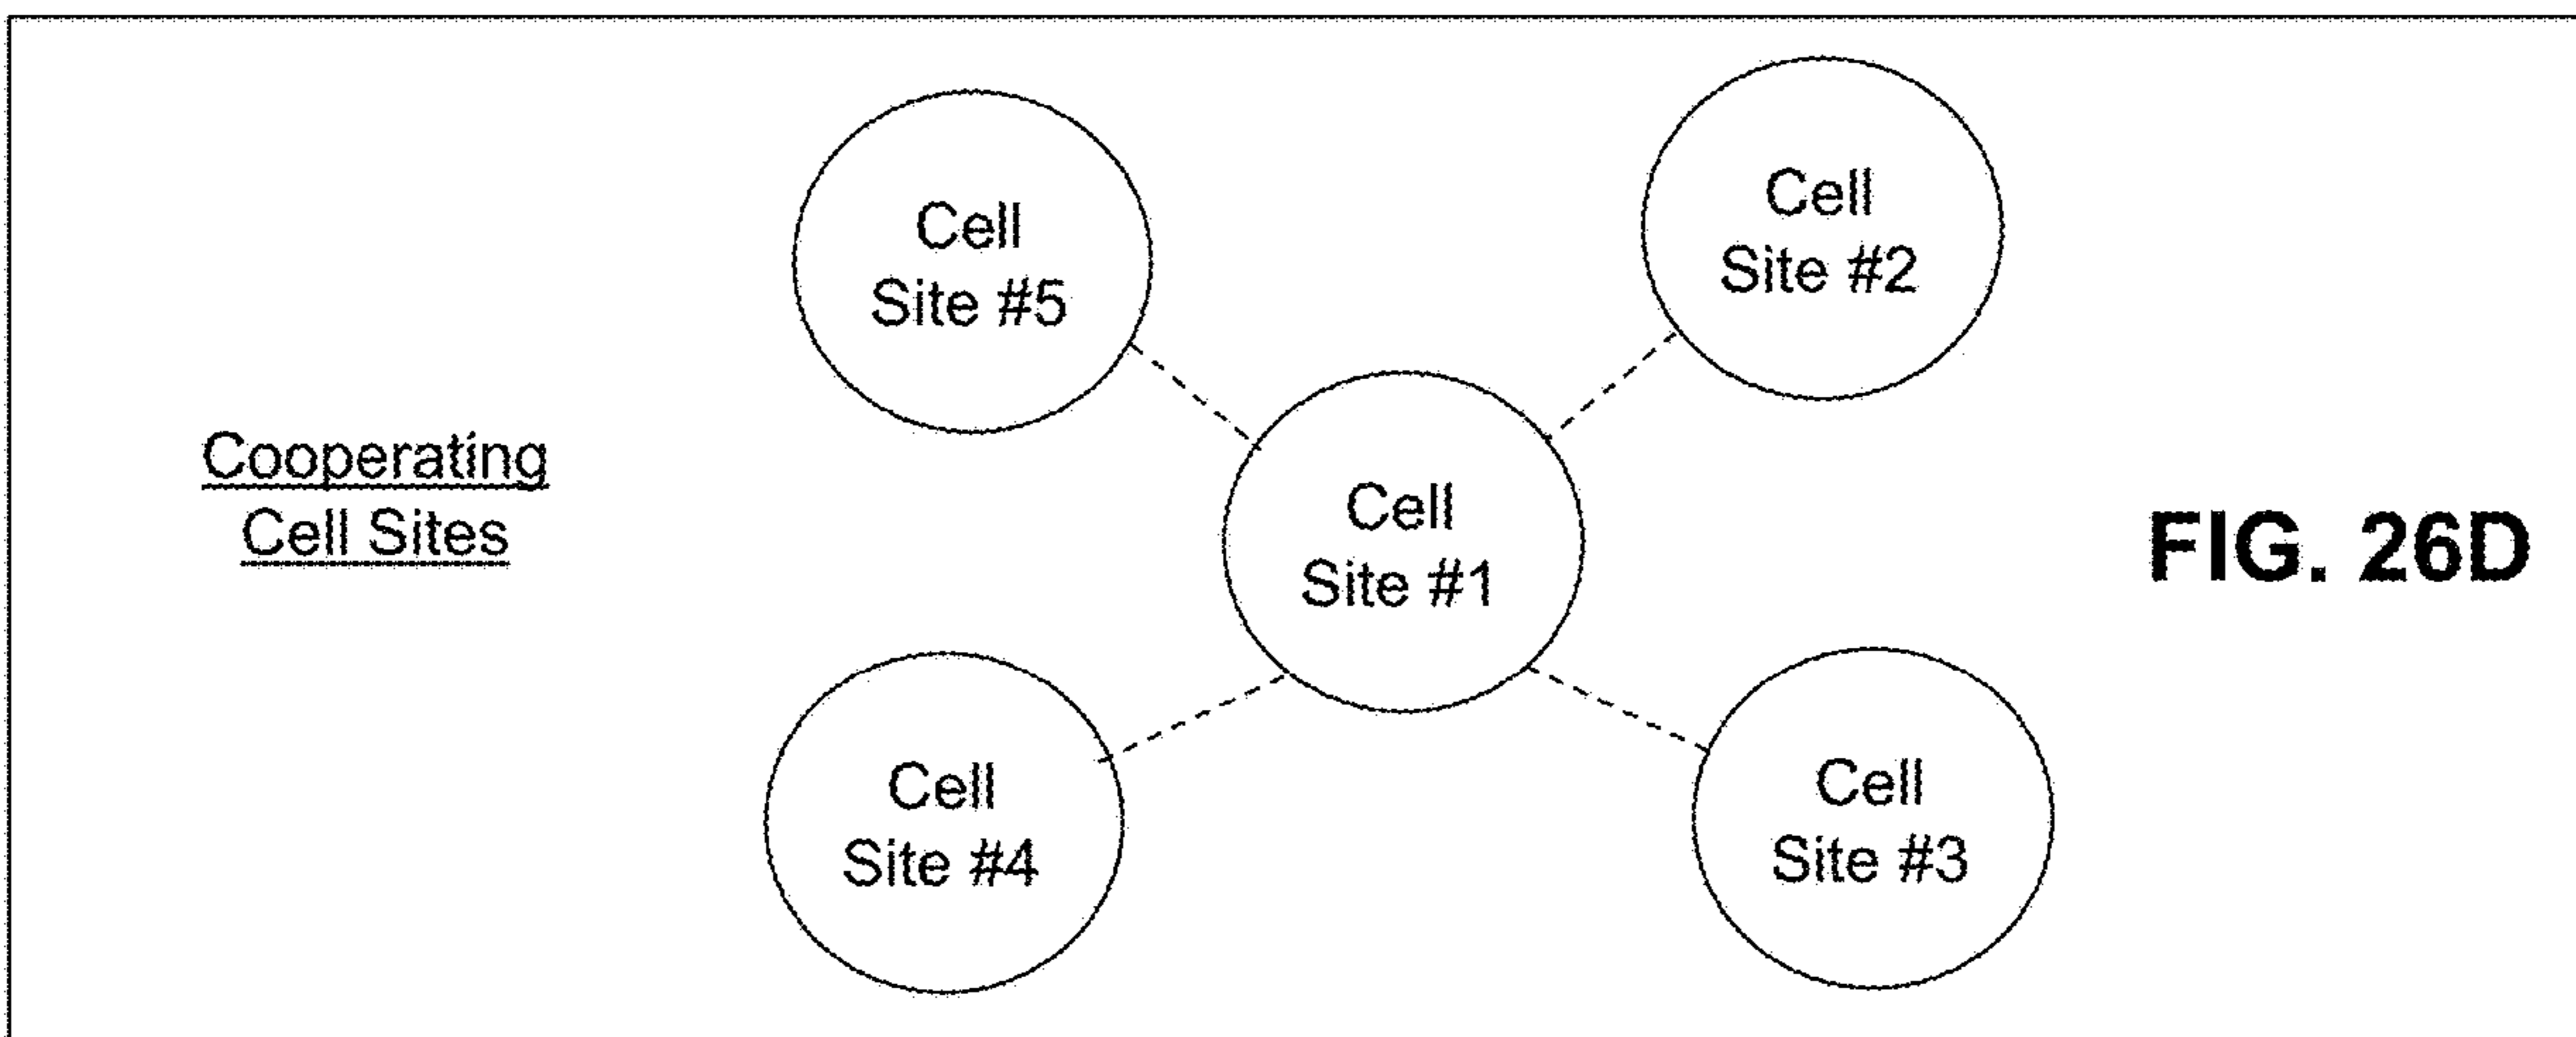 Cell
Site #5
Cell
Site #2
Cooperating
Cell Sites
Cell
Site #1
FIG. 26D
Cell
Site #4
Cell
Site #3